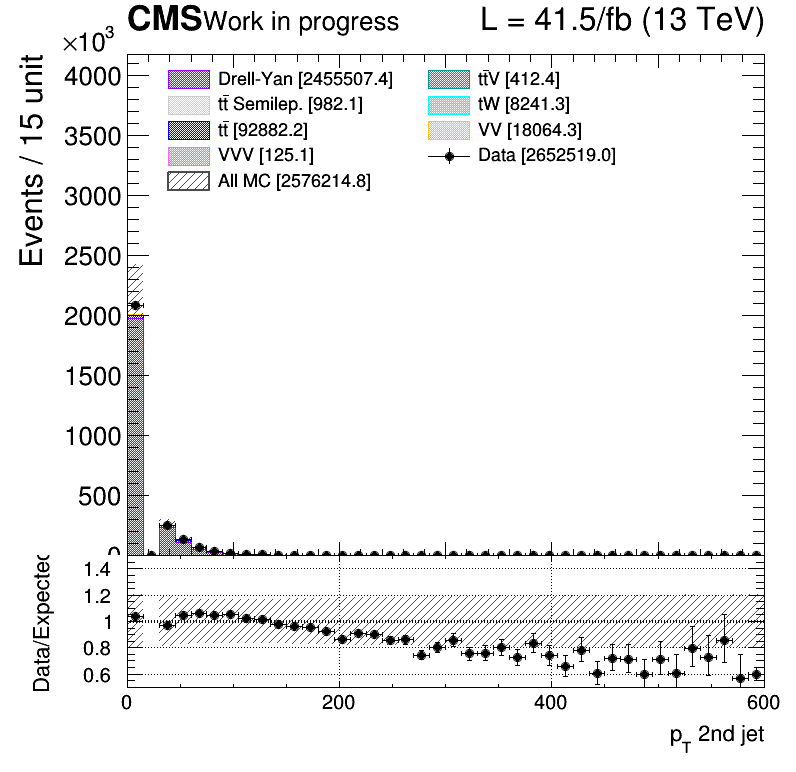 CMS Work in progress L = 41.5/fb (13 TeV)
×10³
Events / 15 unit
4000
3500
3000
2500
2000
1500
1000
500
0
Drell-Yan [2455507.4]
tt̄ Semilep. [982.1]
tt̄ [92882.2]
VVV [125.1]
All MC [2576214.8]
tt̄V [412.4]
tW [8241.3]
VV [18064.3]
Data [2652519.0]
Data/Expected
1.4
1.2
1
0.8
0.6
0 200 400 600
p_T 2nd jet